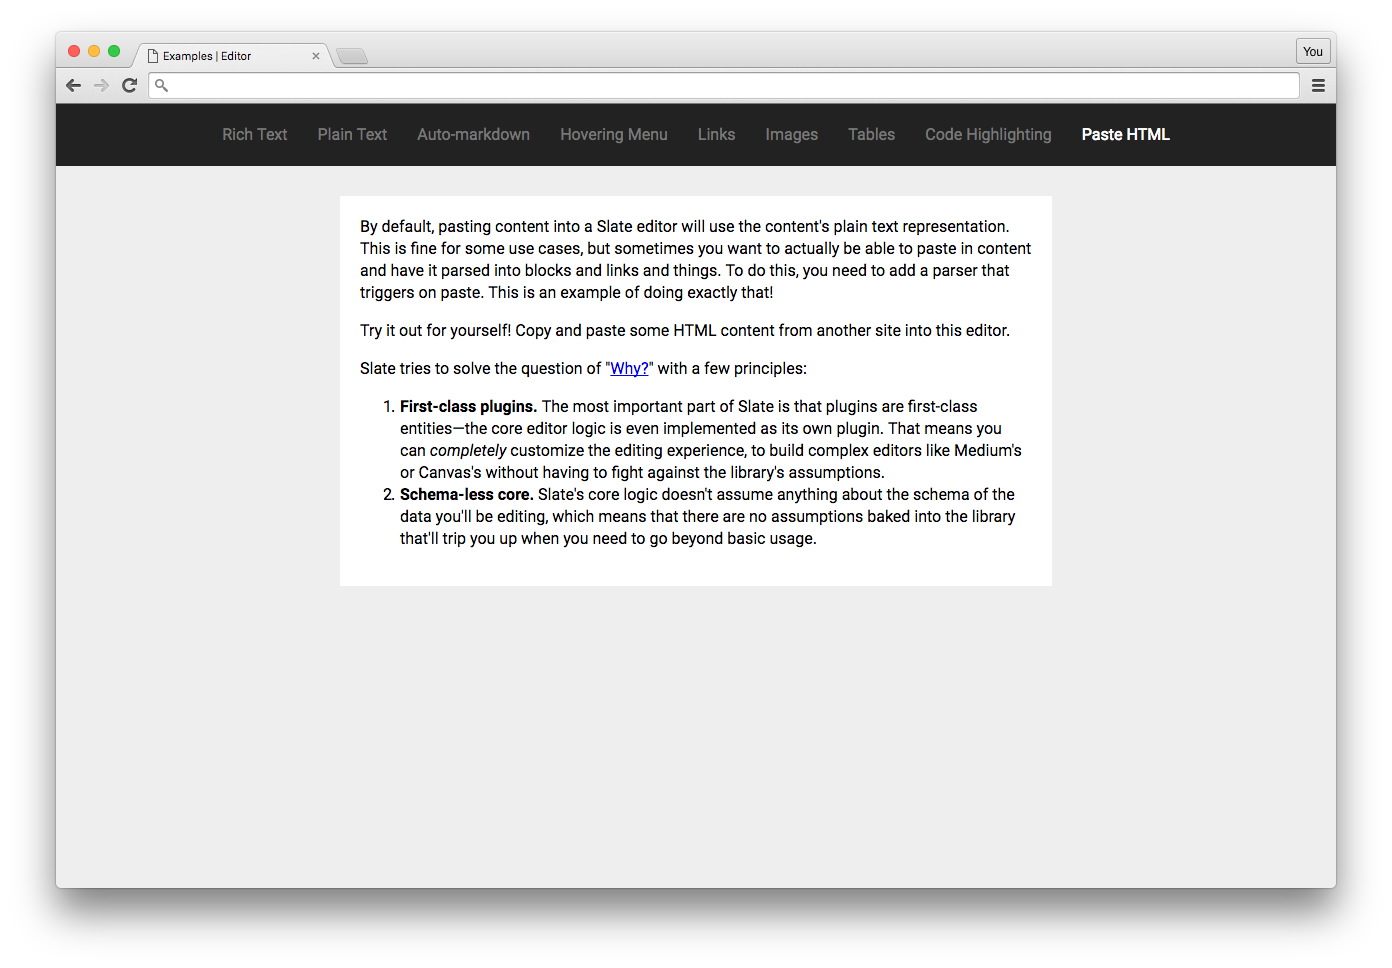 Examples | Editor
You
Rich Text Plain Text Auto-markdown Hovering Menu Links Images Tables Code Highlighting Paste HTML
By default, pasting content into a Slate editor will use the content's plain text representation.
This is fine for some use cases, but sometimes you want to actually be able to paste in content
and have it parsed into blocks and links and things. To do this, you need to add a parser that
triggers on paste. This is an example of doing exactly that!
Try it out for yourself! Copy and paste some HTML content from another site into this editor.
Slate tries to solve the question of "Why?" with a few principles:
1. First-class plugins. The most important part of Slate is that plugins are first-class
entities—the core editor logic is even implemented as its own plugin. That means you
can completely customize the editing experience, to build complex editors like Medium's
or Canvas's without having to fight against the library's assumptions.
2. Schema-less core. Slate's core logic doesn't assume anything about the schema of the
data you'll be editing, which means that there are no assumptions baked into the library
that'll trip you up when you need to go beyond basic usage.